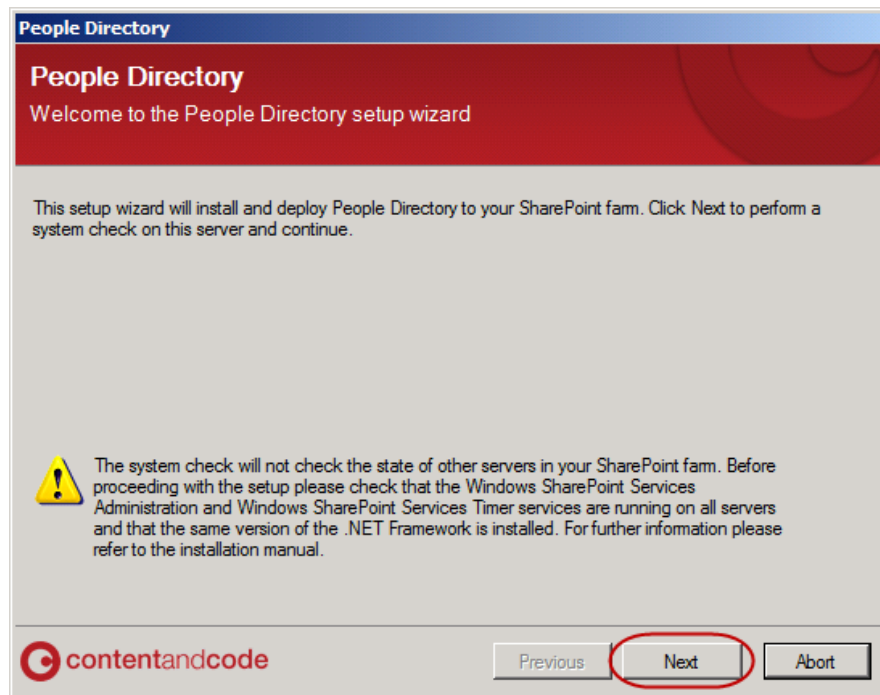 People Directory
People Directory
Welcome to the People Directory setup wizard
This setup wizard will install and deploy People Directory to your SharePoint farm. Click Next to perform a
system check on this server and continue.
The system check will not check the state of other servers in your SharePoint farm. Before
proceeding with the setup please check that the Windows SharePoint Services
Administration and Windows SharePoint Services Timer services are running on all servers
and that the same version of the .NET Framework is installed. For further information please
refer to the installation manual.
contentandcode
Previous
Next
Abort